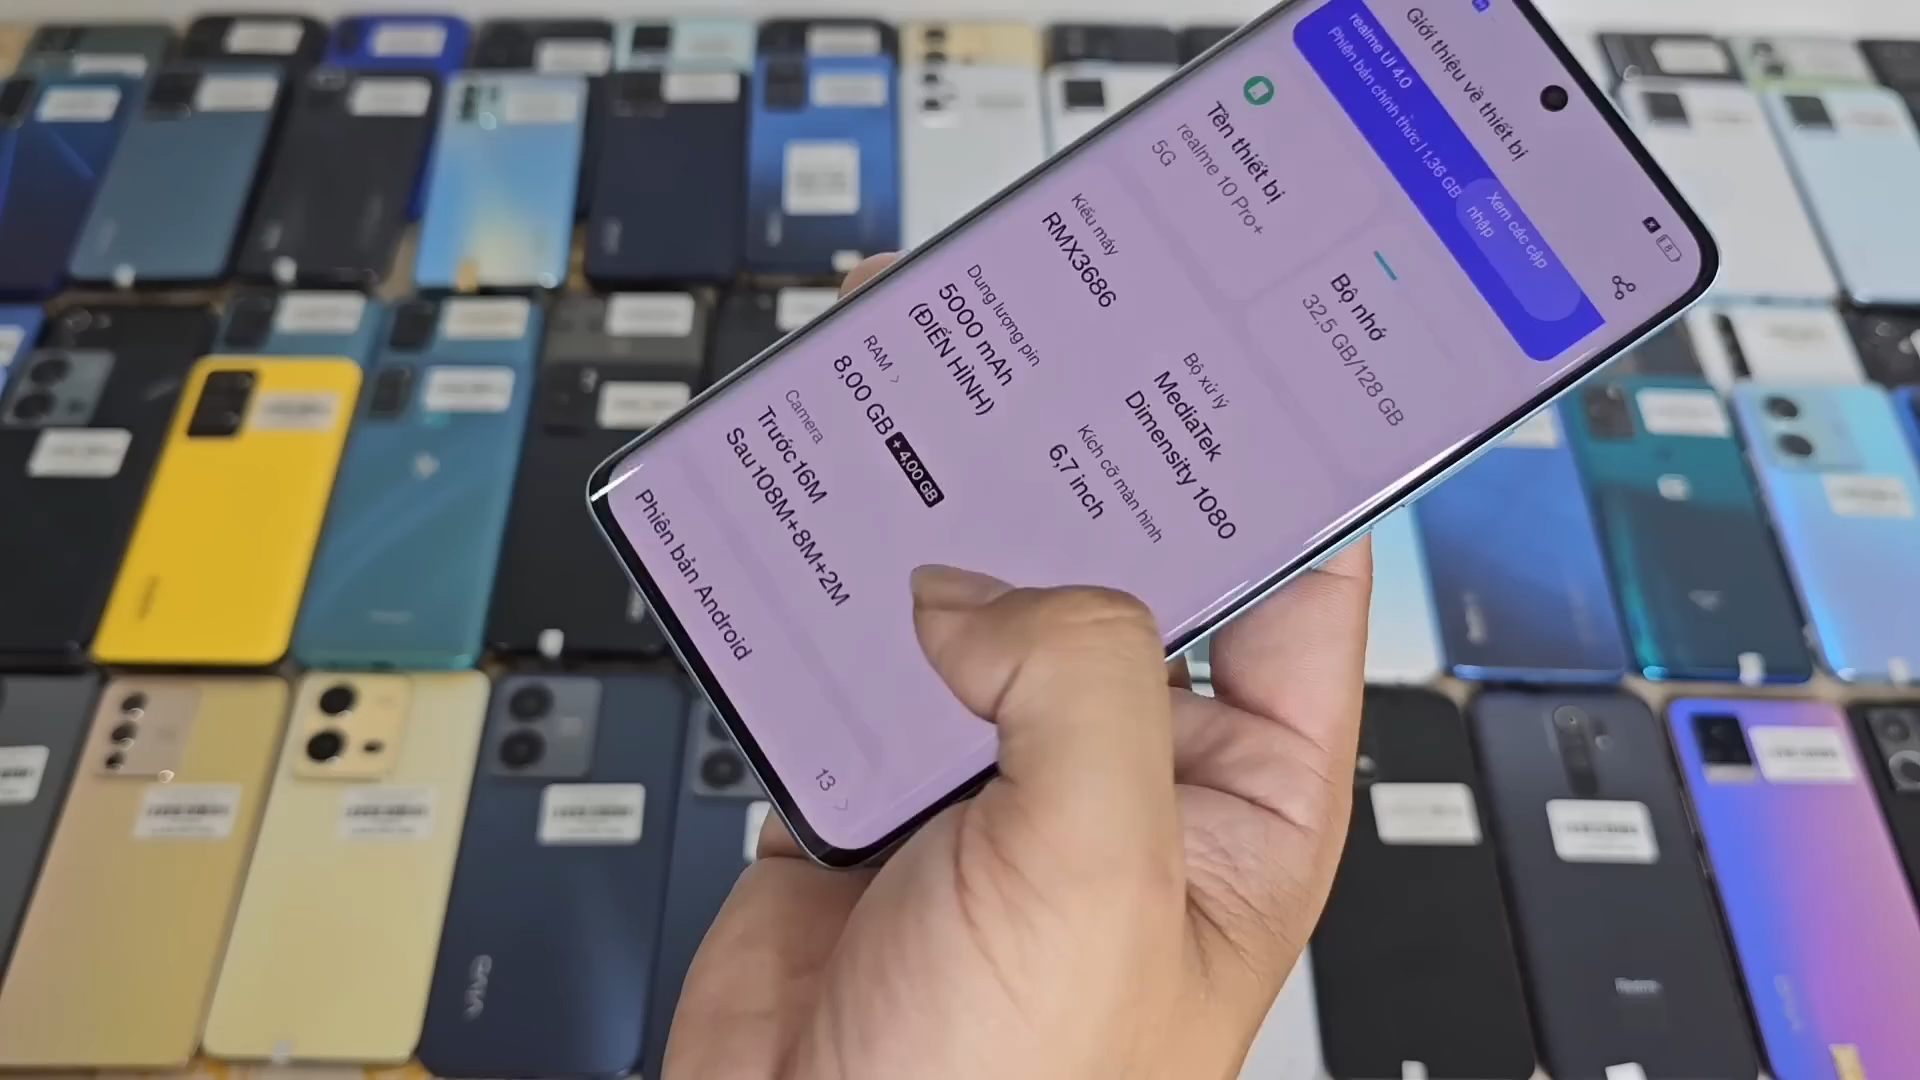 Giới thiệu về thiết bị
realme UI 4.0
Phiên bản chính thức | 1,36 GB
Xem các cập
nhập
Tên thiết bị
realme 10 Pro+
5G
Bộ nhớ
32,5 GB/128 GB
Kiểu máy
RMX3686
Bộ xử lý
MediaTek
Dimensity 1080
Dung lượng pin
5000 mAh
(ĐIỂN HÌNH)
Kích cỡ màn hình
6,7 inch
RAM >
8,00 GB + 4,00 GB
Camera
Trước 16M
Sau 108M+8M+2M
Phiên bản Android
13 >